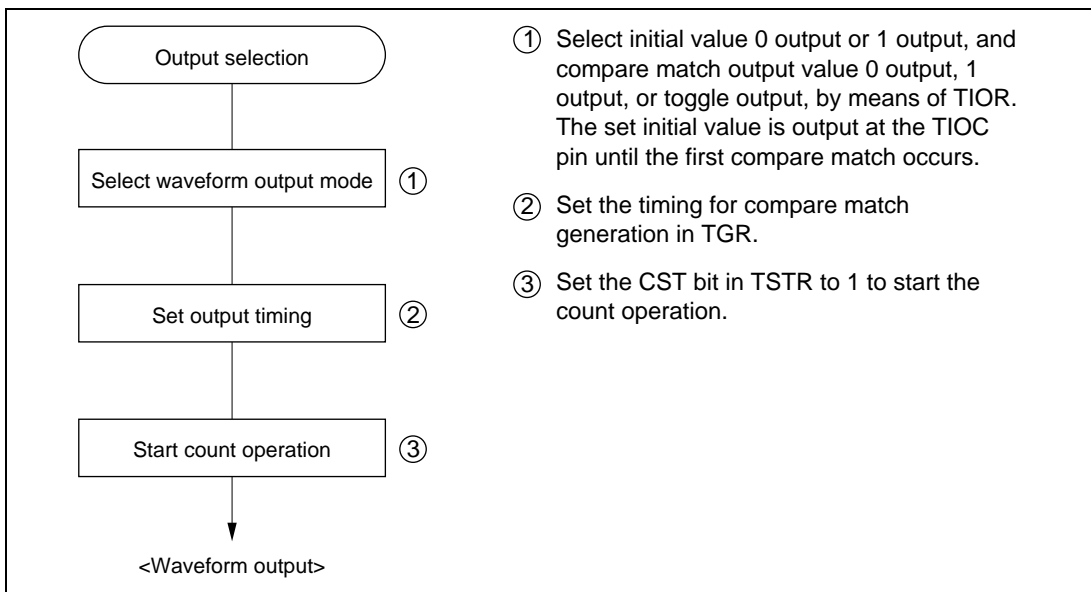 Output selection
Select waveform output mode
①
Set output timing
②
Start count operation
③
<Waveform output>
① Select initial value 0 output or 1 output, and
compare match output value 0 output, 1
output, or toggle output, by means of TIOR.
The set initial value is output at the TIOC
pin until the first compare match occurs.
② Set the timing for compare match
generation in TGR.
③ Set the CST bit in TSTR to 1 to start the
count operation.